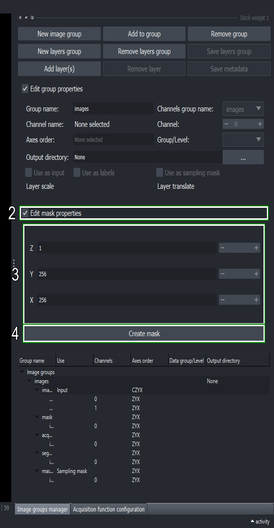 Dock widget 1
New image group Add to group Remove group
New layers group Remove layers group Save layers group
Add layer(s) Remove layer Save metadata
Edit group properties
Group name: images Channels group name: images
Channel name: None selected Channel: 0
Axes order: None selected Group/Level:
Output directory: None ...
Use as input Use as labels Use as sampling mask
Layer scale Layer translate
2 Edit mask properties
Z 1
3 Y 256
X 256
4 Create mask
Group name Use Channels Axes order Data group/Level Output directory
Image groups
images None
ima... Input CZYX
... 0 ZYX
... 1 ZYX
mask ZYX
i... 0 ZYX
acq... ZYX
i... 0 ZYX
seg... ZYX
i... 0 ZYX
mas... Sampling mask ZYX
i... 0 ZYX
59 Image groups manager Acquisition function configuration
activity